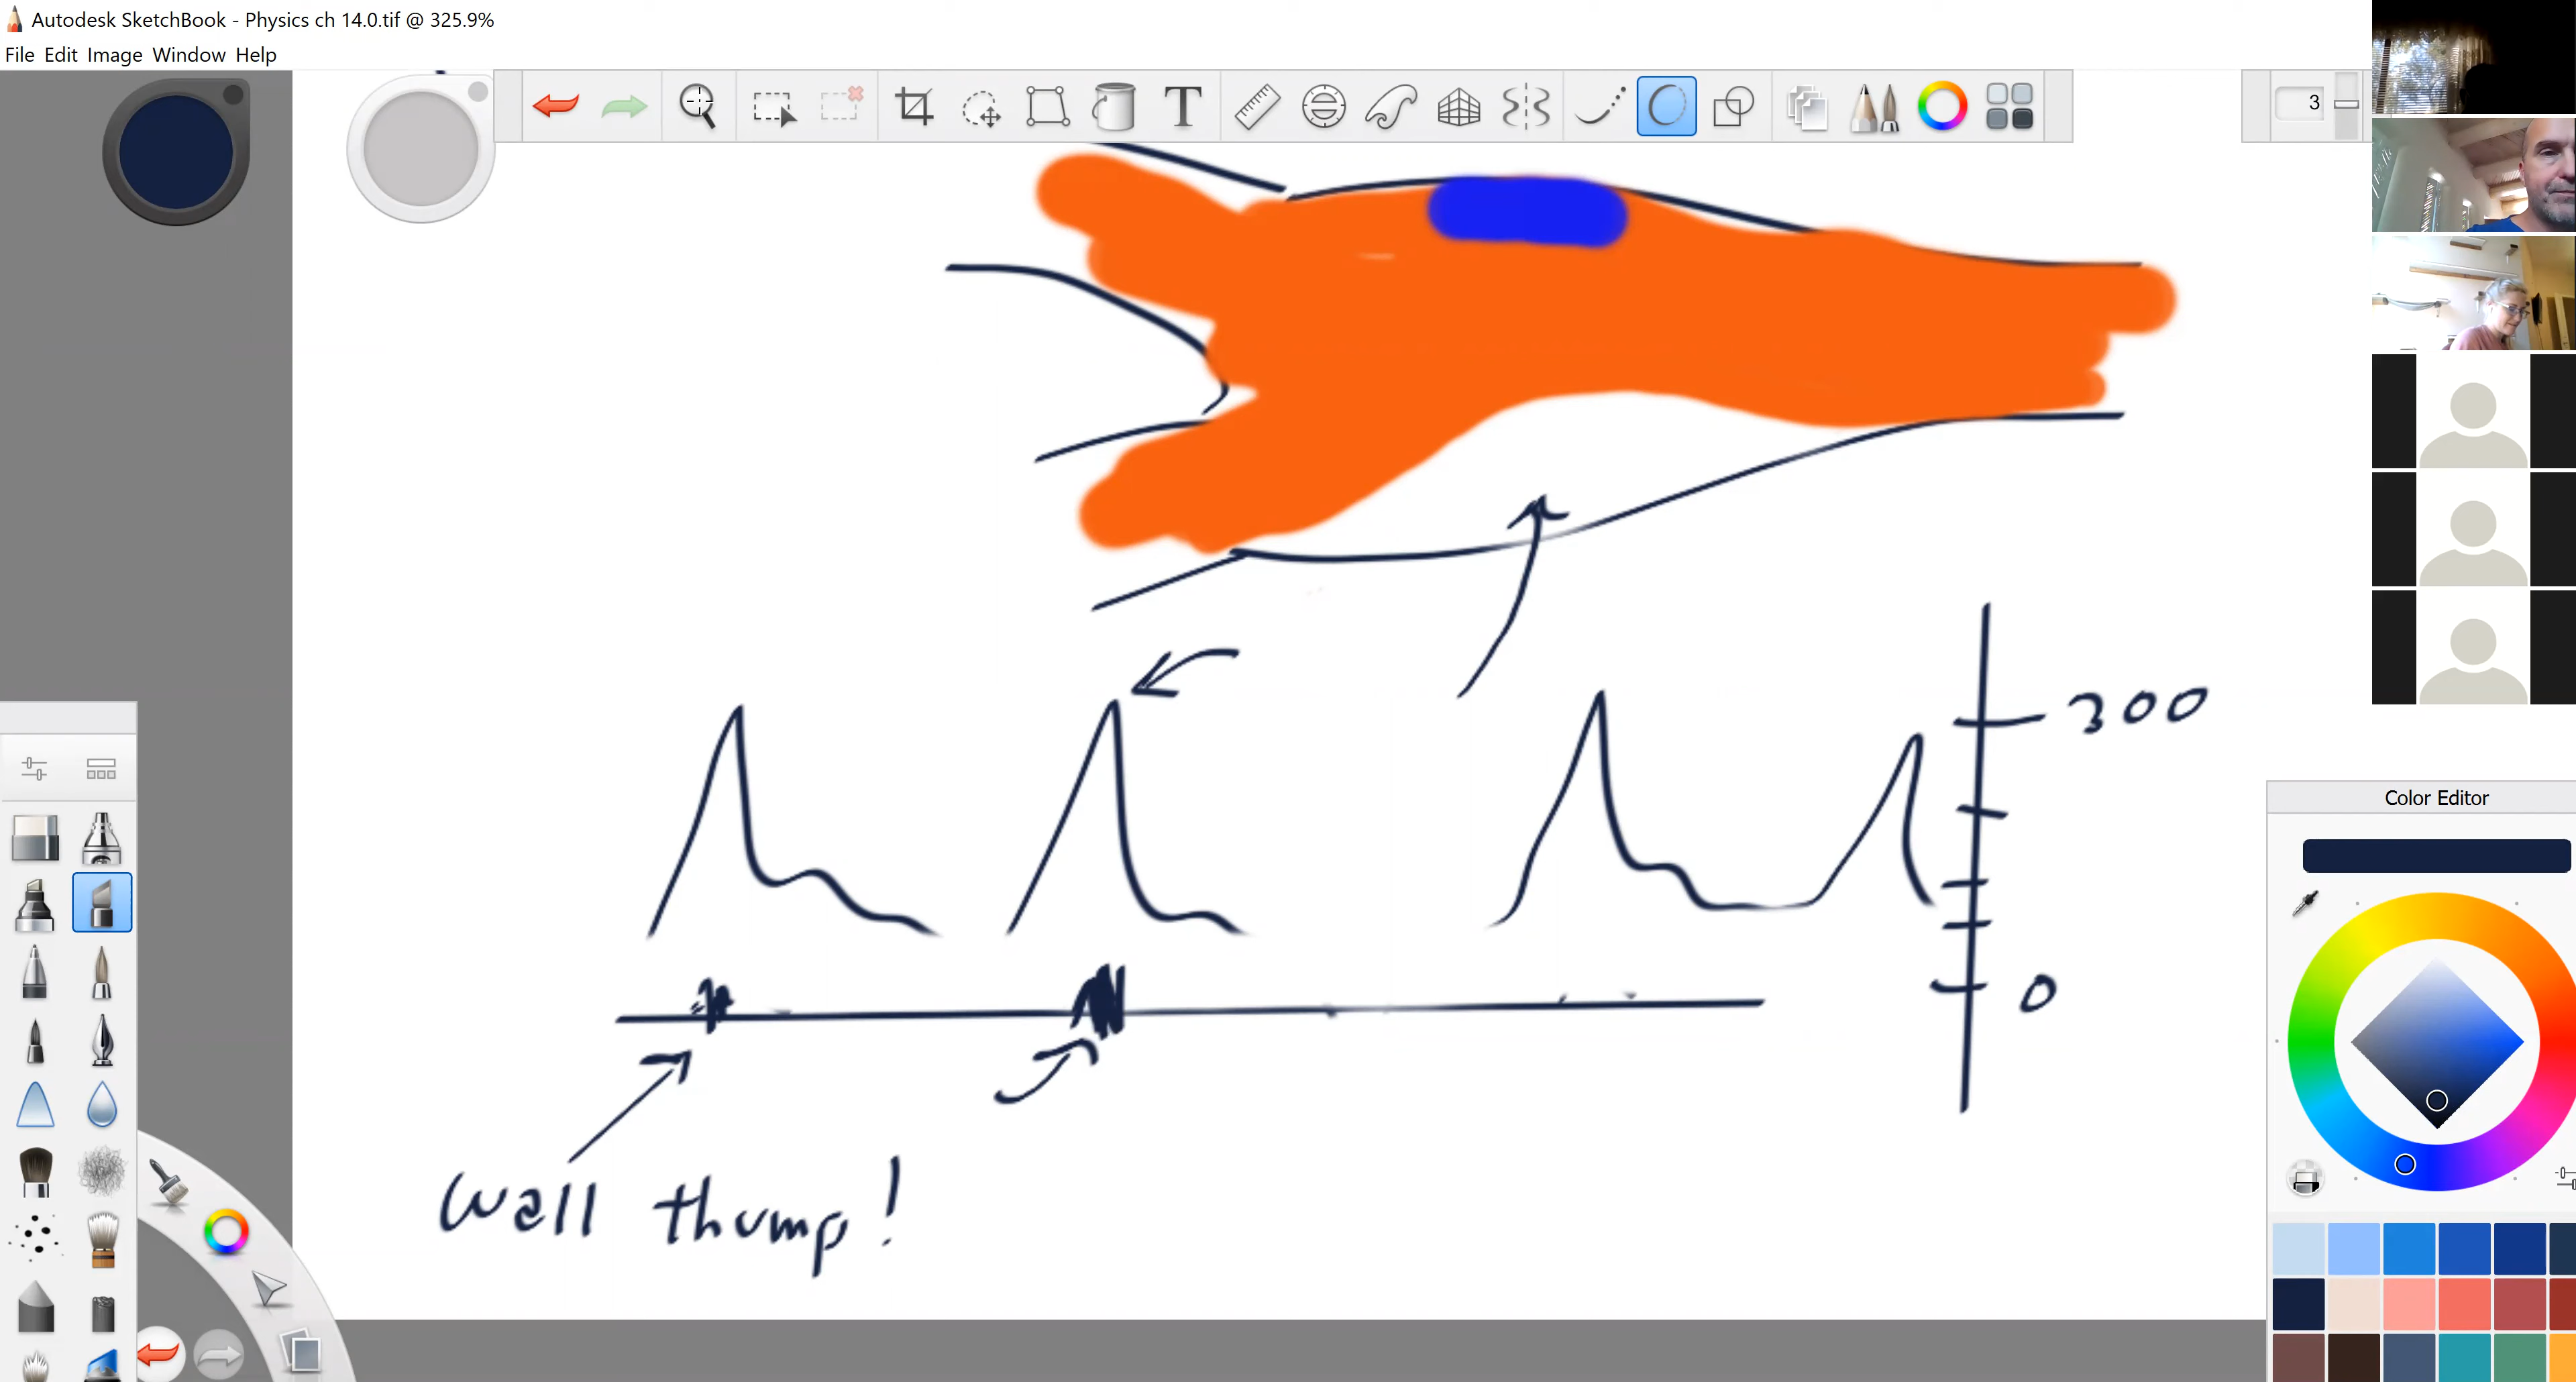 Autodesk SketchBook - Physics ch 14.0.tif @ 325.9%
File Edit Image Window Help
T
3
300
0
wall thump!
Color Editor